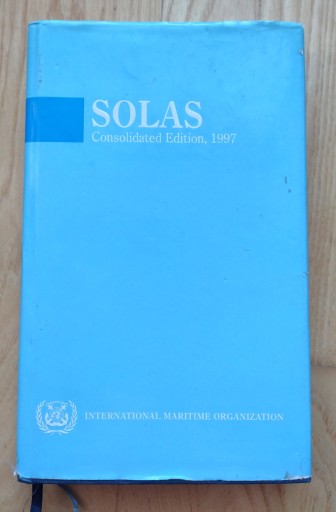 SOLAS
Consolidated Edition, 1997
INTERNATIONAL MARITIME ORGANIZATION